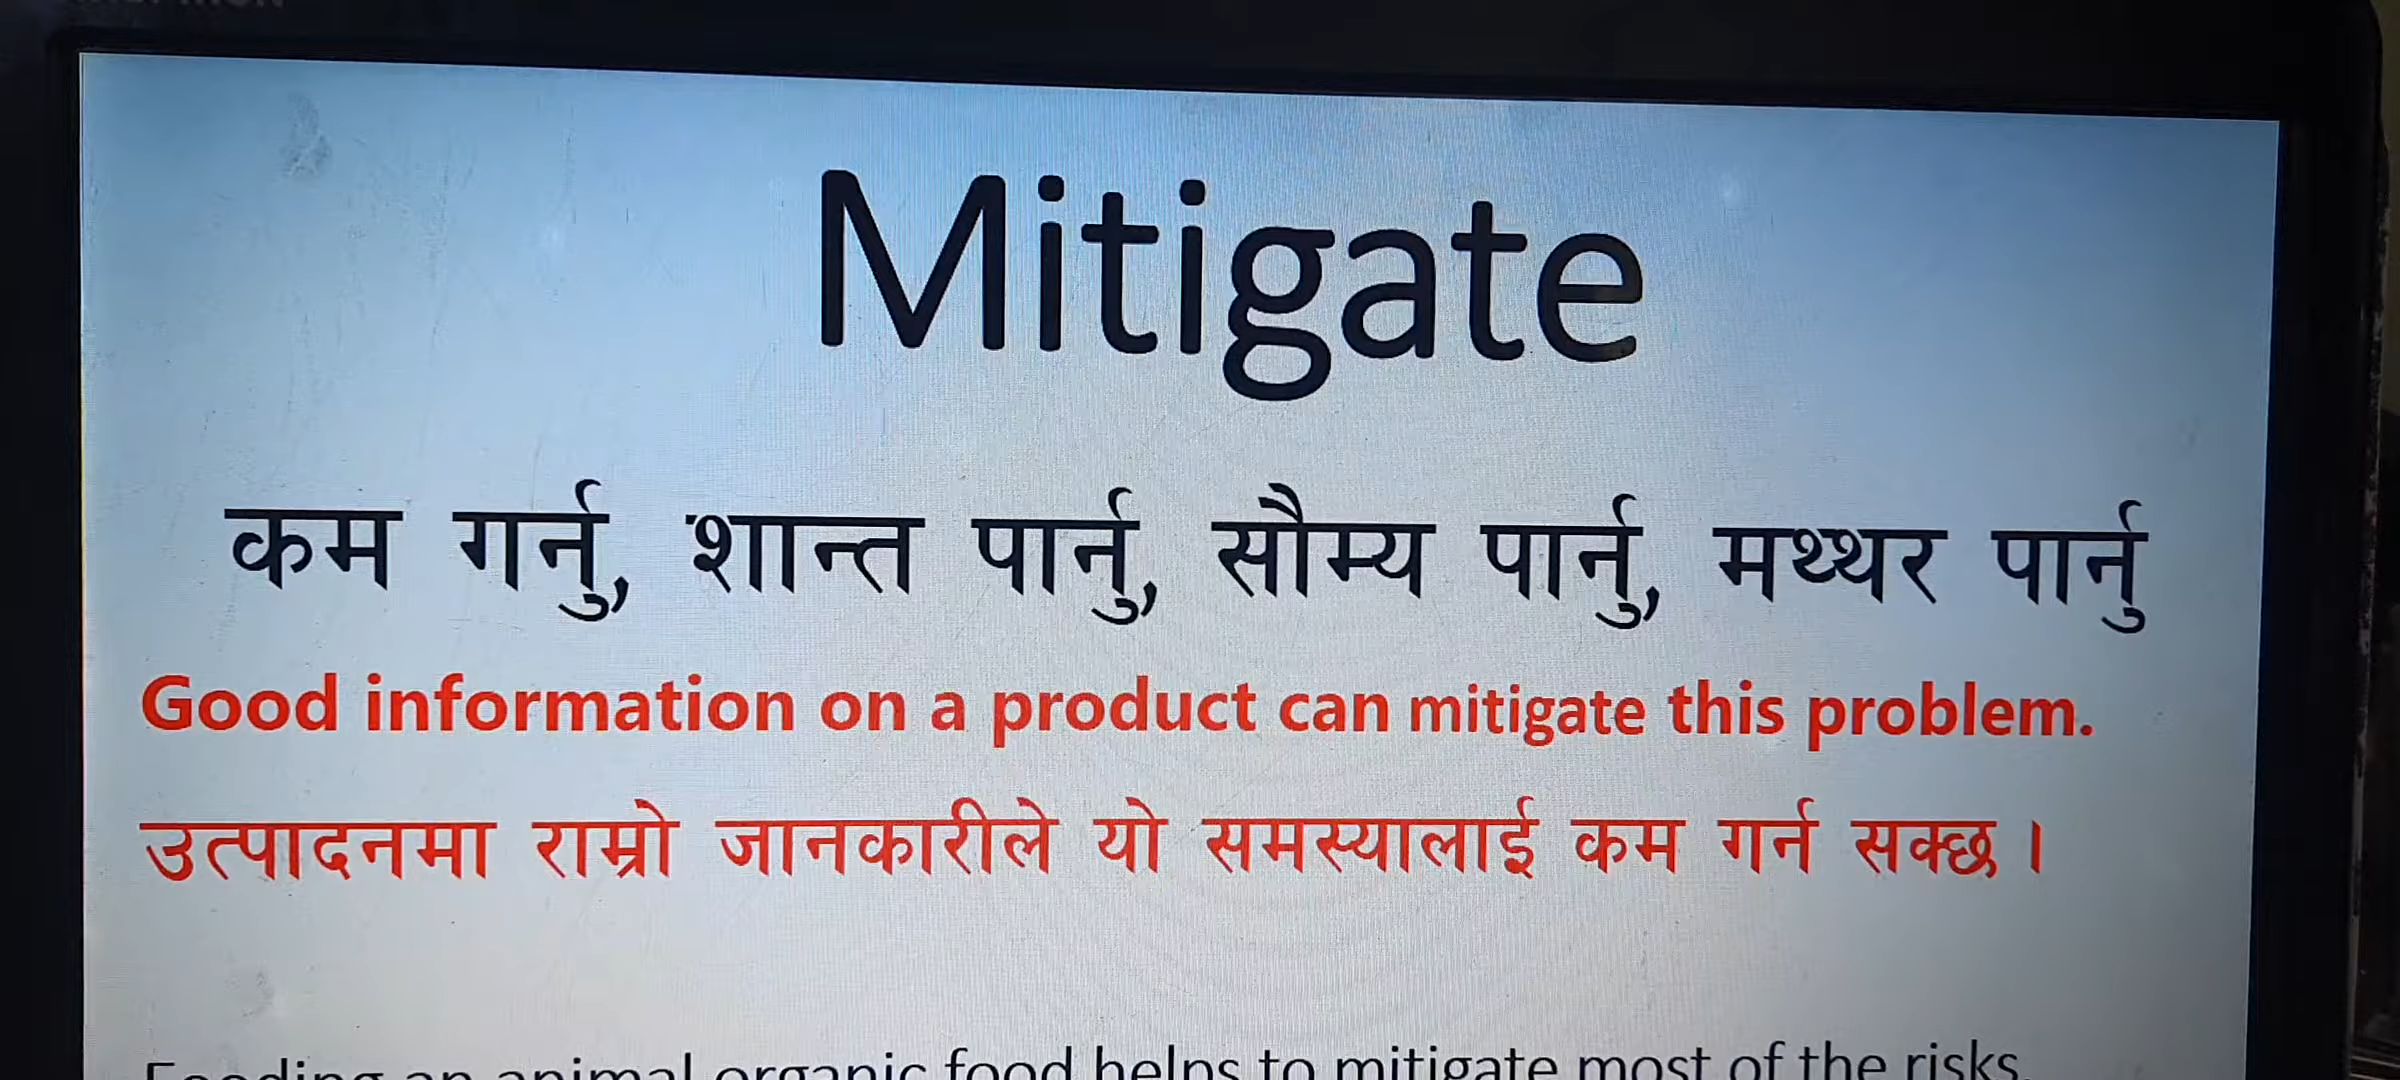 Mitigate
कम गर्नु, शान्त पार्नु, सौम्य पार्नु, मथ्थर पार्नु
Good information on a product can mitigate this problem.
उत्पादनमा राम्रो जानकारीले यो समस्यालाई कम गर्न सक्छ ।
Feeding an animal organic food helps to mitigate most of the risks.